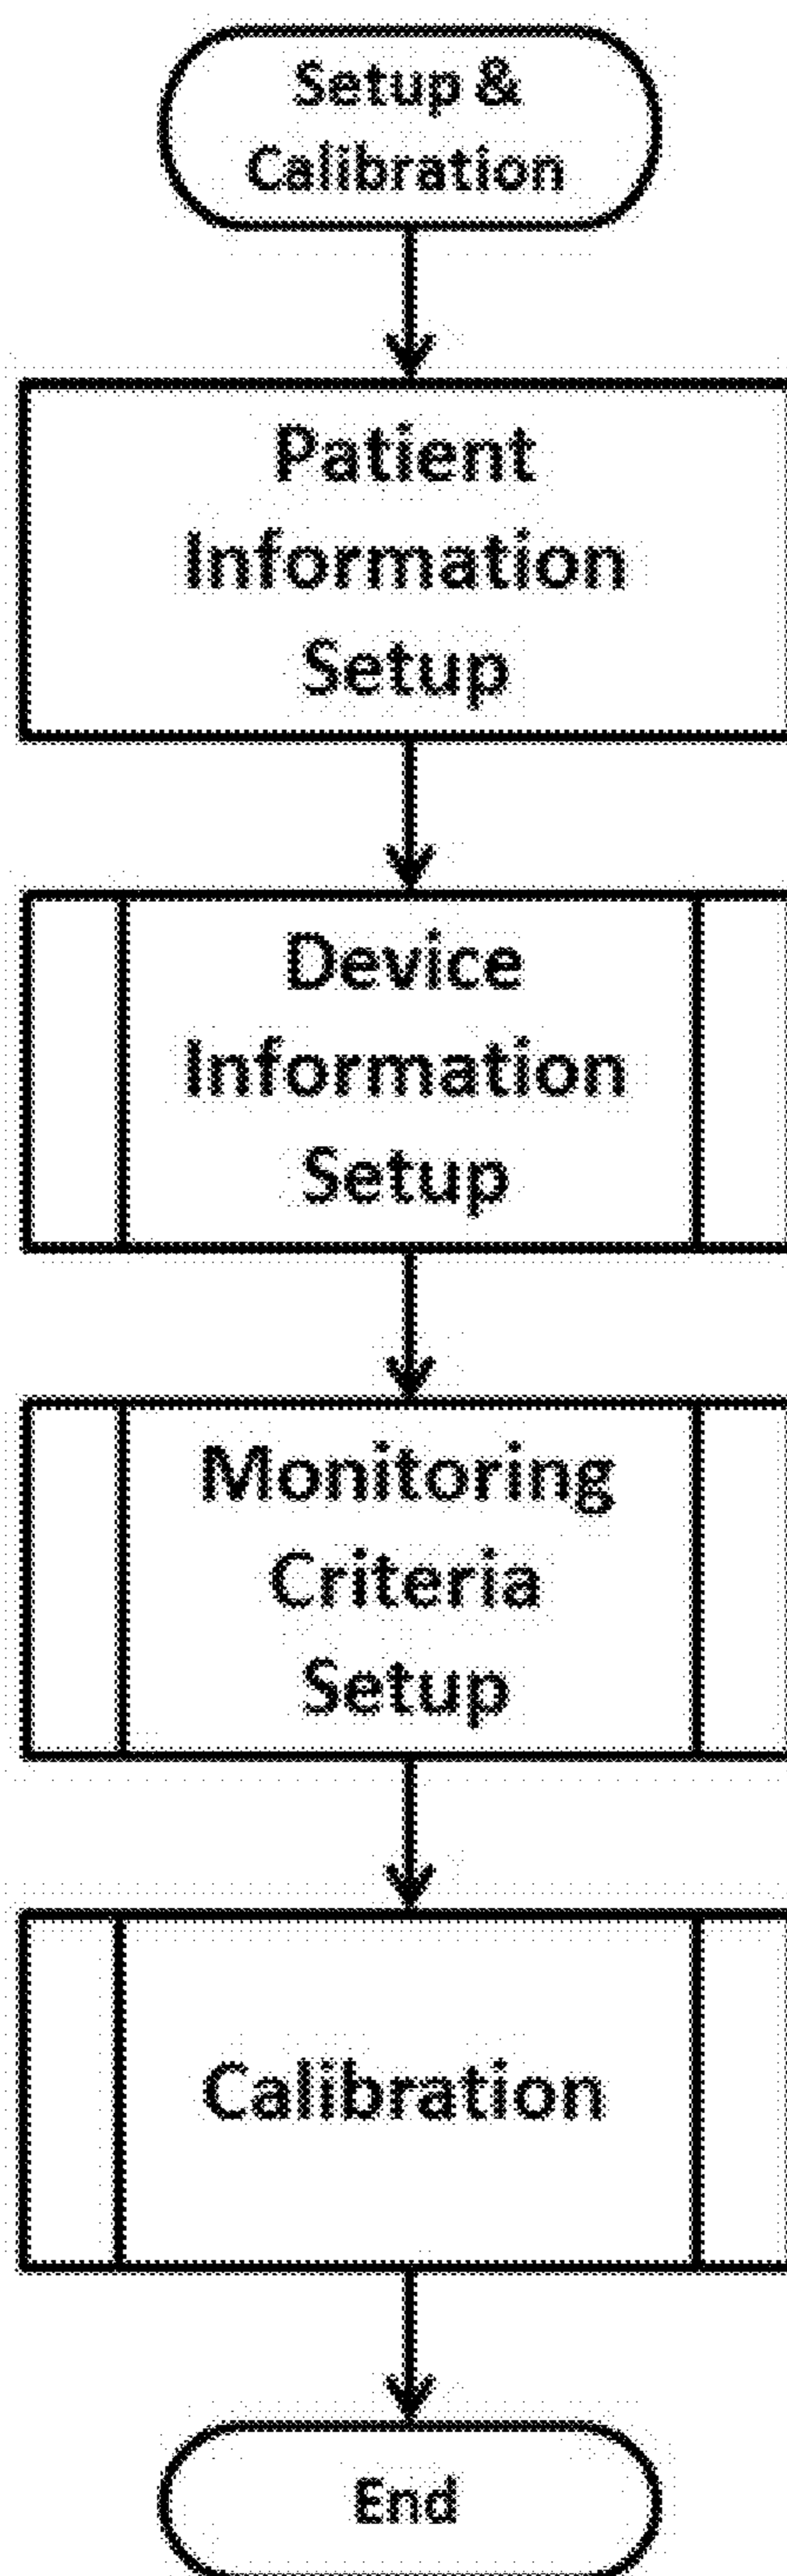 Setup &
Calibration
Patient
Information
Setup
Device
Information
Setup
Monitoring
Criteria
Setup
Calibration
End